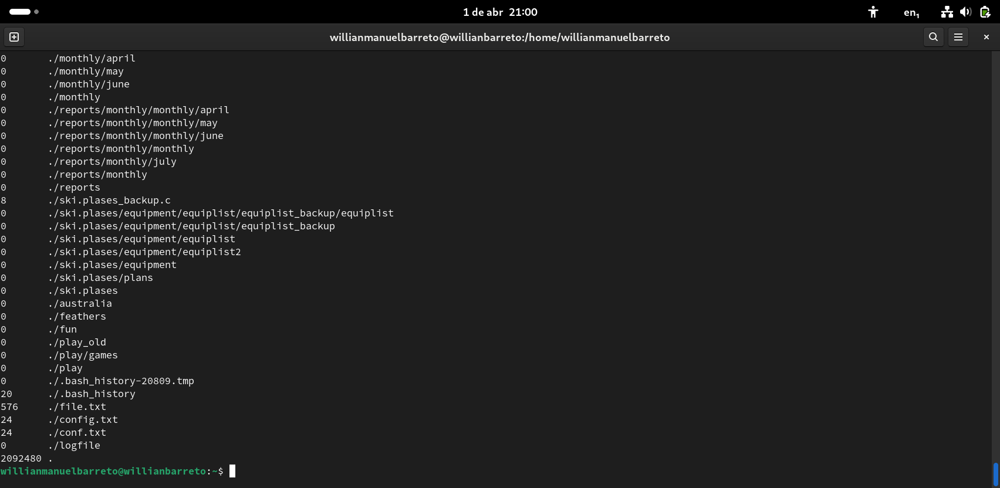 1 de abr 21:00
en₁
willianmanuelbarreto@willianbarreto:/home/willianmanuelbarreto
0 ./monthly/april
0 ./monthly/may
0 ./monthly/june
0 ./monthly
0 ./reports/monthly/monthly/april
0 ./reports/monthly/monthly/may
0 ./reports/monthly/monthly/june
0 ./reports/monthly/monthly
0 ./reports/monthly/july
0 ./reports/monthly
0 ./reports
8 ./ski.plases_backup.c
0 ./ski.plases/equipment/equiplist/equiplist_backup/equiplist
0 ./ski.plases/equipment/equiplist/equiplist_backup
0 ./ski.plases/equipment/equiplist
0 ./ski.plases/equipment/equiplist2
0 ./ski.plases/equipment
0 ./ski.plases/plans
0 ./ski.plases
0 ./australia
0 ./feathers
0 ./fun
0 ./play_old
0 ./play/games
0 ./play
0 ./.bash_history-20809.tmp
20 ./.bash_history
576 ./file.txt
24 ./config.txt
24 ./conf.txt
0 ./logfile
2092480 .
willianmanuelbarreto@willianbarreto:~$